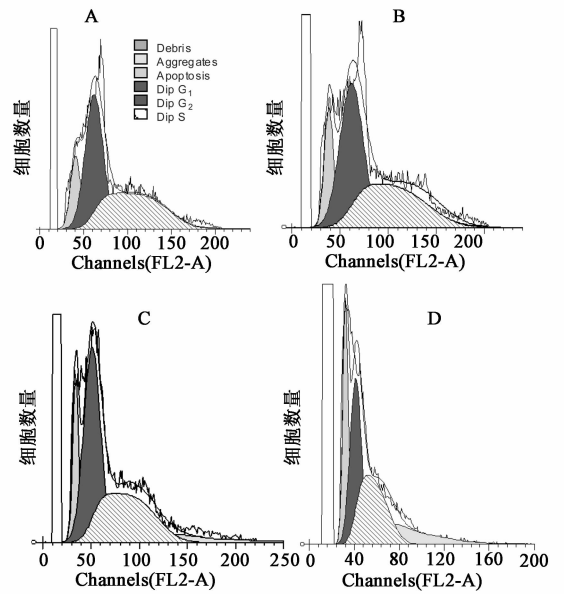 A
Debris
Aggregates
Apoptosis
Dip G1
Dip G2
Dip S
细胞数量
0 50 100 150 200
Channels(FL2-A)
B
细胞数量
0 50 100 150 200
Channels(FL2-A)
C
细胞数量
0 50 100 150 200 250
Channels(FL2-A)
D
细胞数量
0 40 80 120 160 200
Channels(FL2-A)